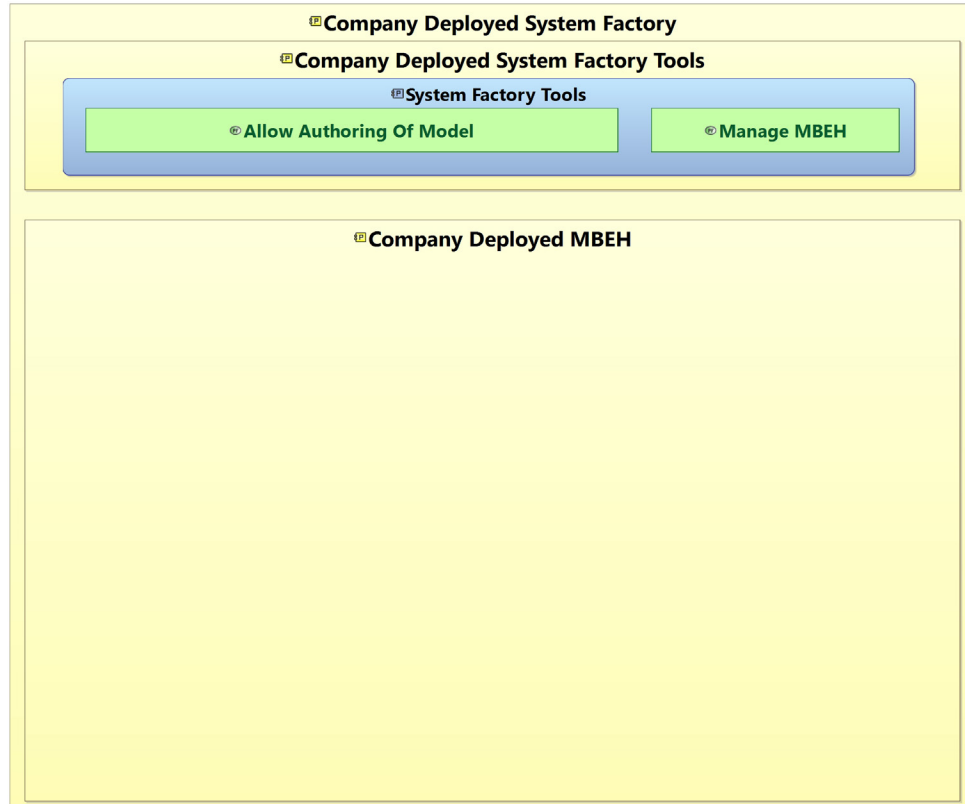 Company Deployed System Factory
Company Deployed System Factory Tools
System Factory Tools
Allow Authoring Of Model
Manage MBEH
Company Deployed MBEH